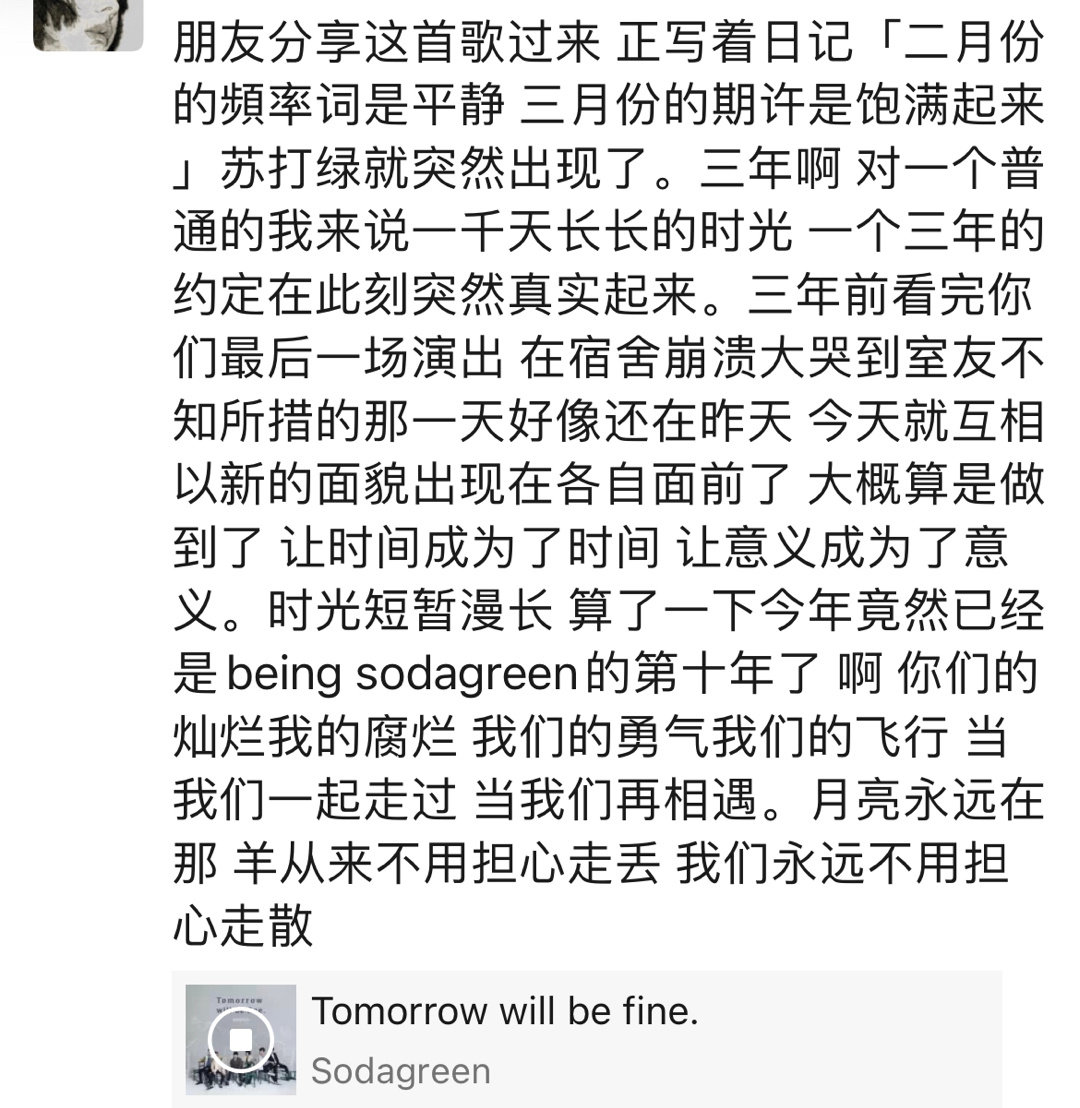 朋友分享这首歌过来 正写着日记「二月份
的頻率词是平静 三月份的期许是饱满起来
」苏打绿就突然出现了。三年啊 对一个普
通的我来说一千天长长的时光 一个三年的
约定在此刻突然真实起来。三年前看完你
们最后一场演出 在宿舍崩溃大哭到室友不
知所措的那一天好像还在昨天 今天就互相
以新的面貌出现在各自面前了 大概算是做
到了 让时间成为了时间 让意义成为了意
义。时光短暂漫长 算了一下今年竟然已经
是being sodagreen的第十年了 啊 你们的
灿烂我的腐烂 我们的勇气我们的飞行 当
我们一起走过 当我们再相遇。月亮永远在
那 羊从来不用担心走丢 我们永远不用担
心走散
Tomorrow
will be fine.
Tomorrow will be fine.
Sodagreen